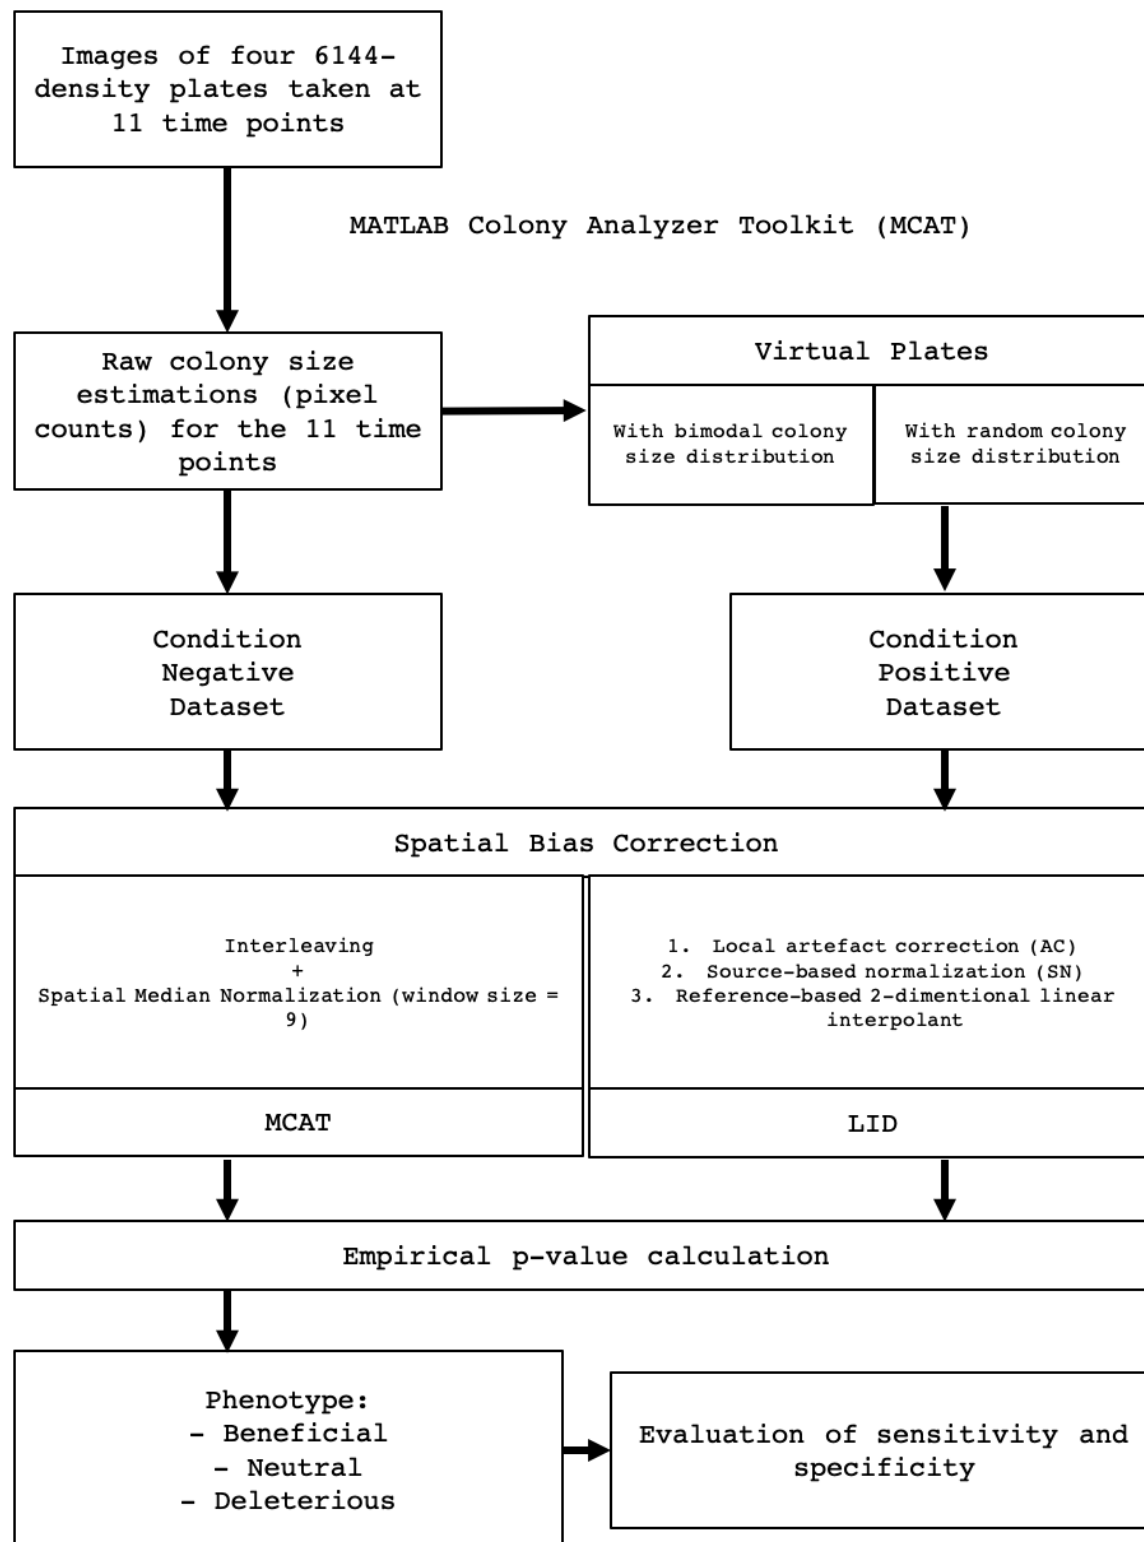 Images of four 6144-
density plates taken at
11 time points
MATLAB Colony Analyzer Toolkit (MCAT)
Raw colony size
estimations (pixel
counts) for the 11 time
points
Virtual Plates
With bimodal colony
size distribution
With random colony
size distribution
Condition
Negative
Dataset
Condition
Positive
Dataset
Spatial Bias Correction
Interleaving
+
Spatial Median Normalization (window size =
9)
1. Local artefact correction (AC)
2. Source-based normalization (SN)
3. Reference-based 2-dimentional linear
interpolant
MCAT
LID
Empirical p-value calculation
Phenotype:
- Beneficial
- Neutral
- Deleterious
Evaluation of sensitivity and
specificity